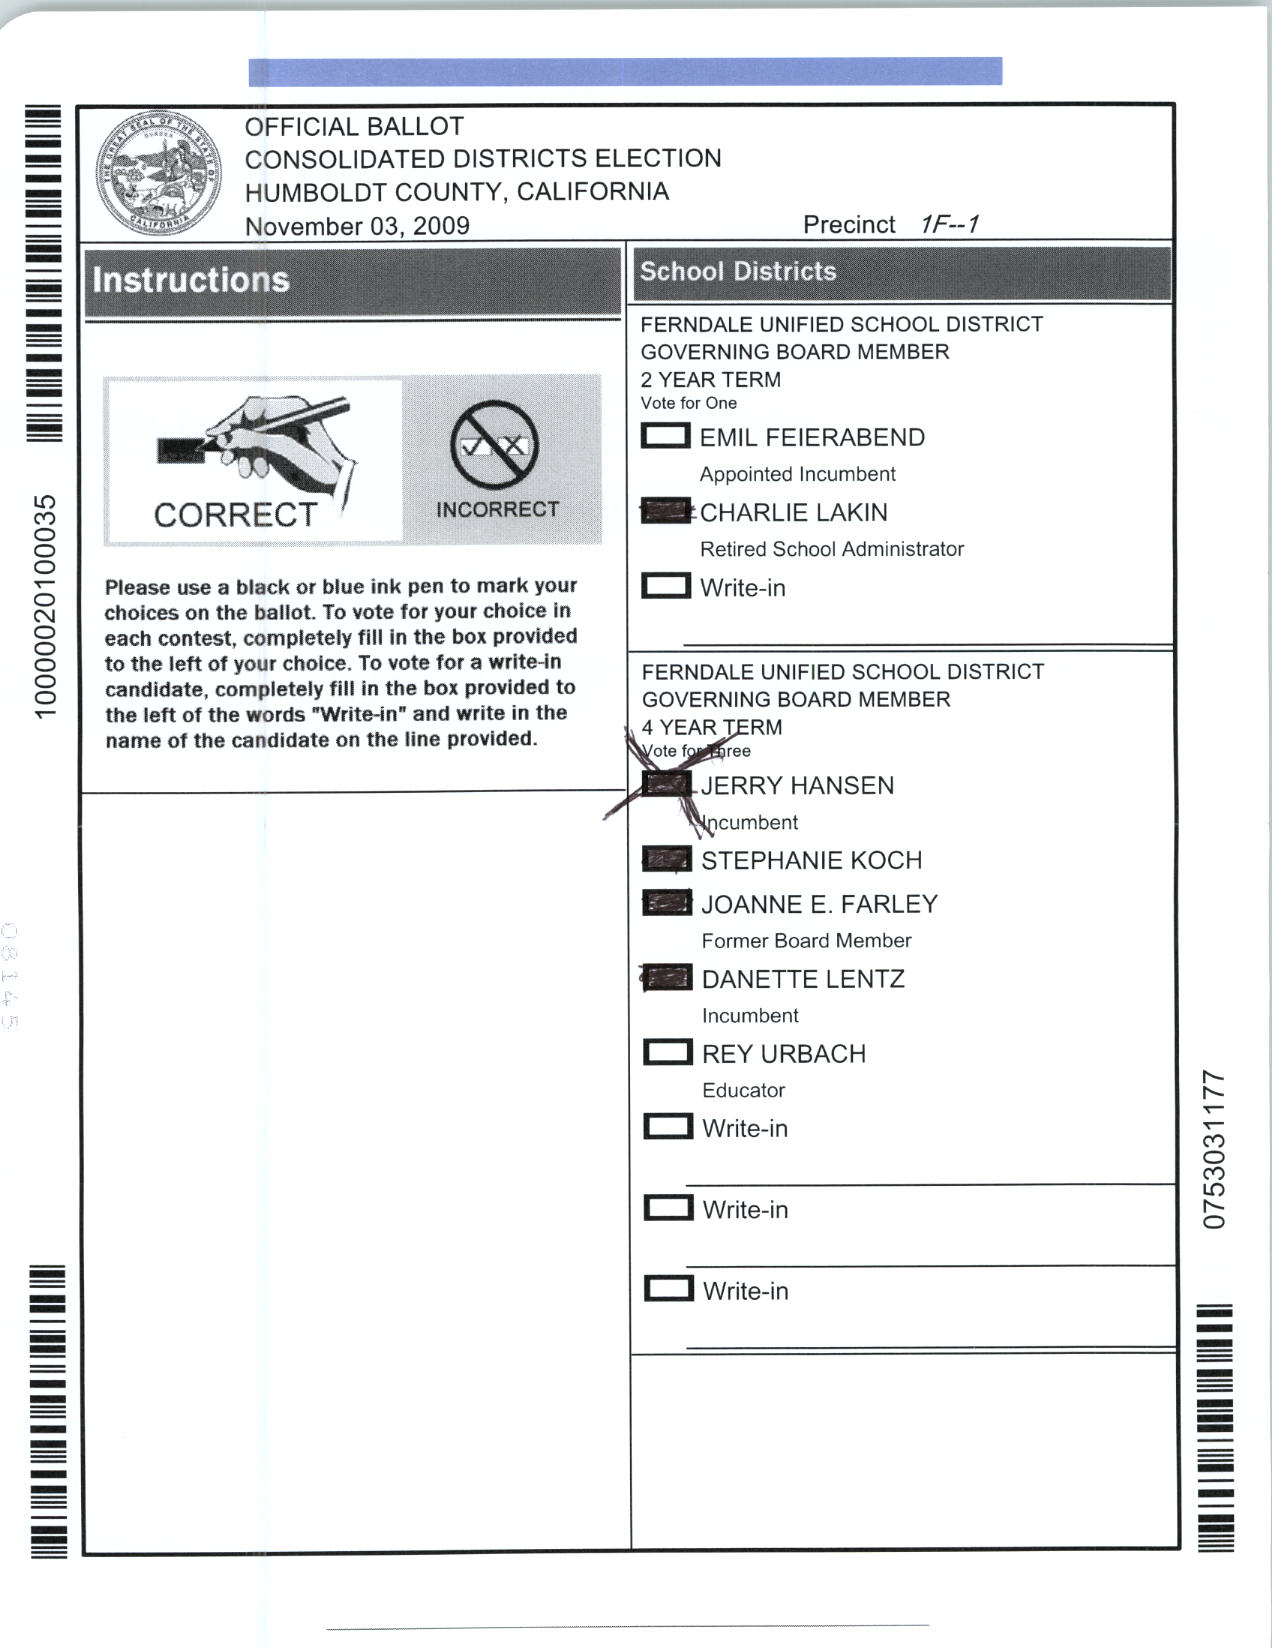 OFFICIAL BALLOT
CONSOLIDATED DISTRICTS ELECTION
HUMBOLDT COUNTY, CALIFORNIA
November 03, 2009
Precinct 1F--1
THE GREAT SEAL OF THE STATE OF CALIFORNIA
EUREKA
Instructions
CORRECT
INCORRECT
Please use a black or blue ink pen to mark your
choices on the ballot. To vote for your choice in
each contest, completely fill in the box provided
to the left of your choice. To vote for a write-in
candidate, completely fill in the box provided to
the left of the words "Write-in" and write in the
name of the candidate on the line provided.
School Districts
FERNDALE UNIFIED SCHOOL DISTRICT
GOVERNING BOARD MEMBER
2 YEAR TERM
Vote for One
EMIL FEIERABEND
Appointed Incumbent
CHARLIE LAKIN
Retired School Administrator
Write-in
FERNDALE UNIFIED SCHOOL DISTRICT
GOVERNING BOARD MEMBER
4 YEAR TERM
Vote for Three
JERRY HANSEN
Incumbent
STEPHANIE KOCH
JOANNE E. FARLEY
Former Board Member
DANETTE LENTZ
Incumbent
REY URBACH
Educator
Write-in
Write-in
Write-in
10000020100035
08145
0753031177